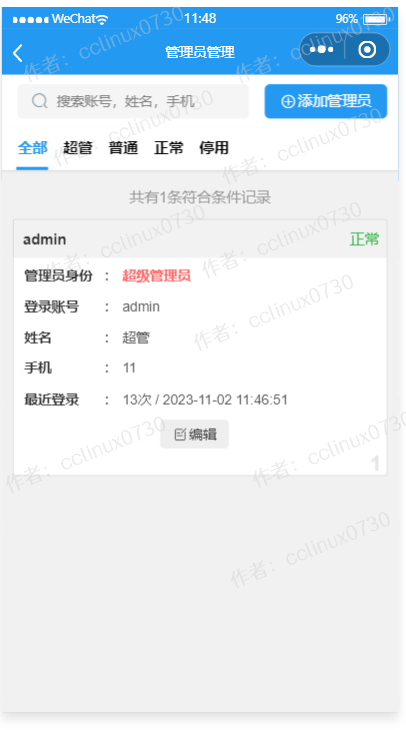 WeChat 11:48 96%
管理员管理
搜索账号，姓名，手机 添加管理员
全部 超管 普通 正常 停用
共有1条符合条件记录
admin 正常
管理员身份 ： 超级管理员
登录账号 ： admin
姓名 ： 超管
手机 ： 11
最近登录 ： 13次 / 2023-11-02 11:46:51
编辑
1
作者：cclinux0730
作者：cclinux0730
作者：cclinux0730
作者：cclinux0730
作者：cclinux0730
作者：cclinux0730
作者：cclinux0730
作者：cclinux0730
作者：cclinux0730
作者：cclinux0730